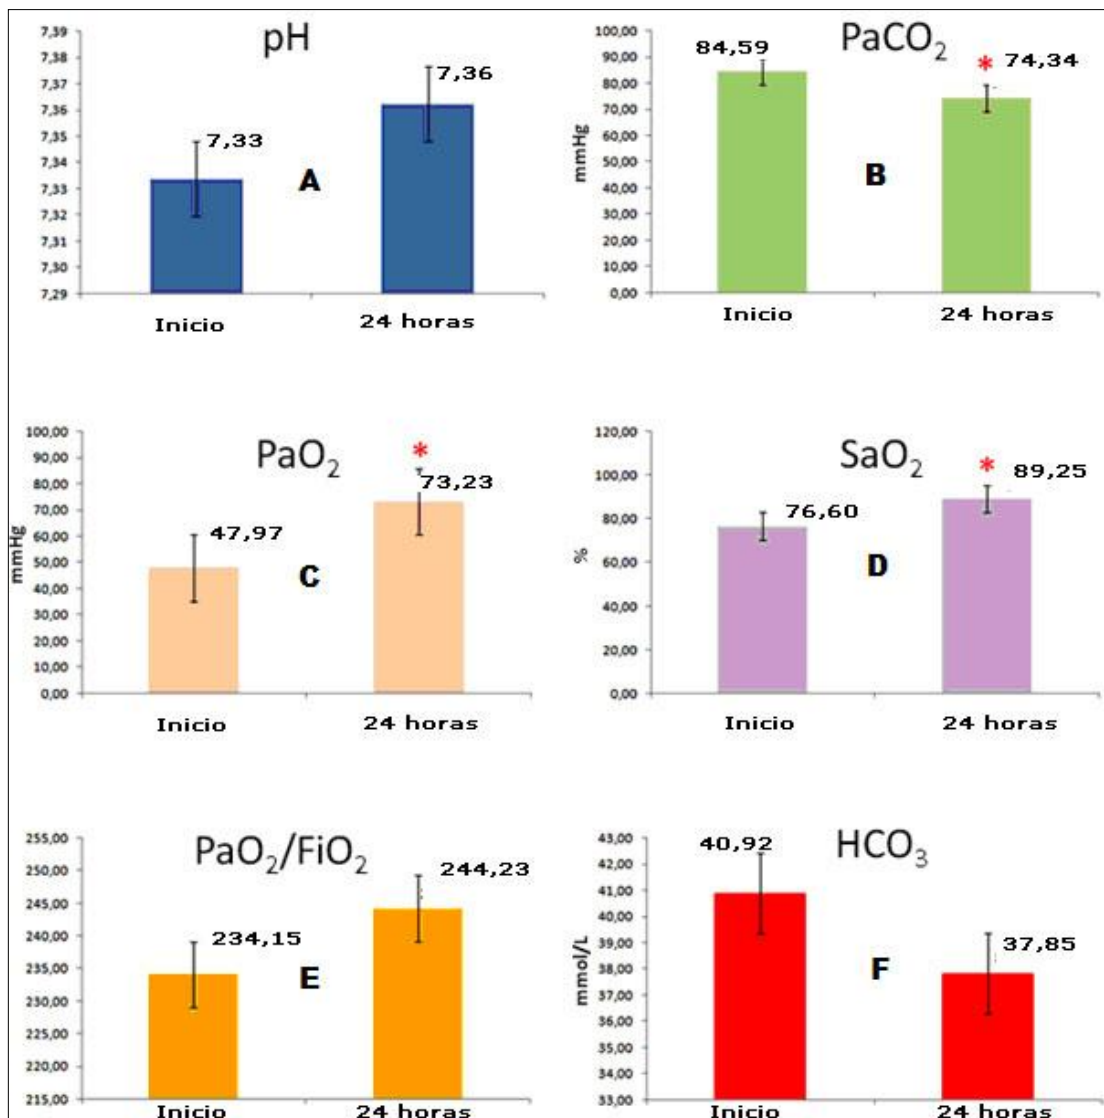 pH
7,39
7,38
7,37
7,36
7,35
7,34
7,33
7,32
7,31
7,30
7,29
7,33
7,36
A
Inicio
24 horas
PaCO2
mmHg
100,00
90,00
80,00
70,00
60,00
50,00
40,00
30,00
20,00
10,00
0,00
84,59
* 74,34
B
Inicio
24 horas
PaO2
mmHg
100,00
90,00
80,00
70,00
60,00
50,00
40,00
30,00
20,00
10,00
0,00
47,97
*
73,23
C
Inicio
24 horas
SaO2
%
120,00
100,00
80,00
60,00
40,00
20,00
0,00
76,60
* 89,25
D
Inicio
24 horas
PaO2/FiO2
255,00
250,00
245,00
240,00
235,00
230,00
225,00
220,00
215,00
234,15
244,23
E
Inicio
24 horas
HCO3
mmol/L
43,00
42,00
41,00
40,00
39,00
38,00
37,00
36,00
35,00
34,00
33,00
40,92
37,85
F
Inicio
24 horas